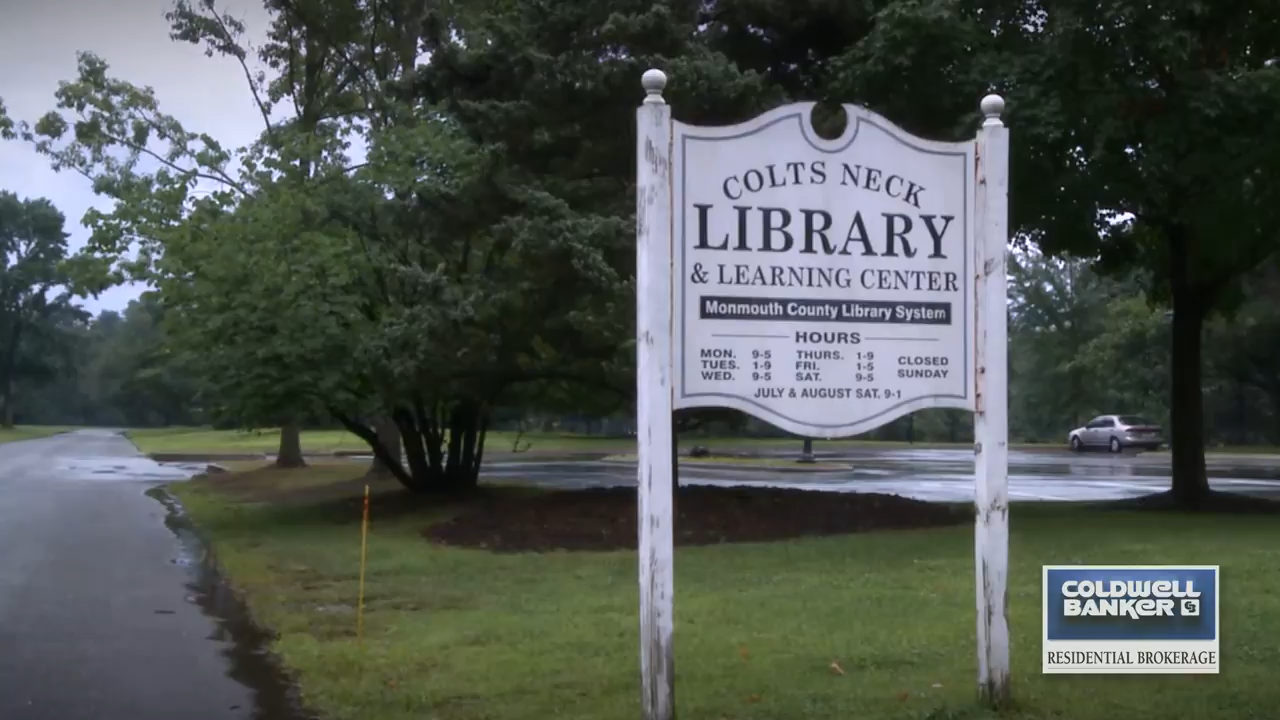 COLTS NECK
LIBRARY
& LEARNING CENTER
Monmouth County Library System
HOURS
MON. 9-5 THURS. 1-9
TUES. 1-9 FRI. 1-5
WED. 9-5 SAT. 9-5
CLOSED
SUNDAY
JULY & AUGUST SAT. 9-1
COLDWELL
BANKER CB
RESIDENTIAL BROKERAGE